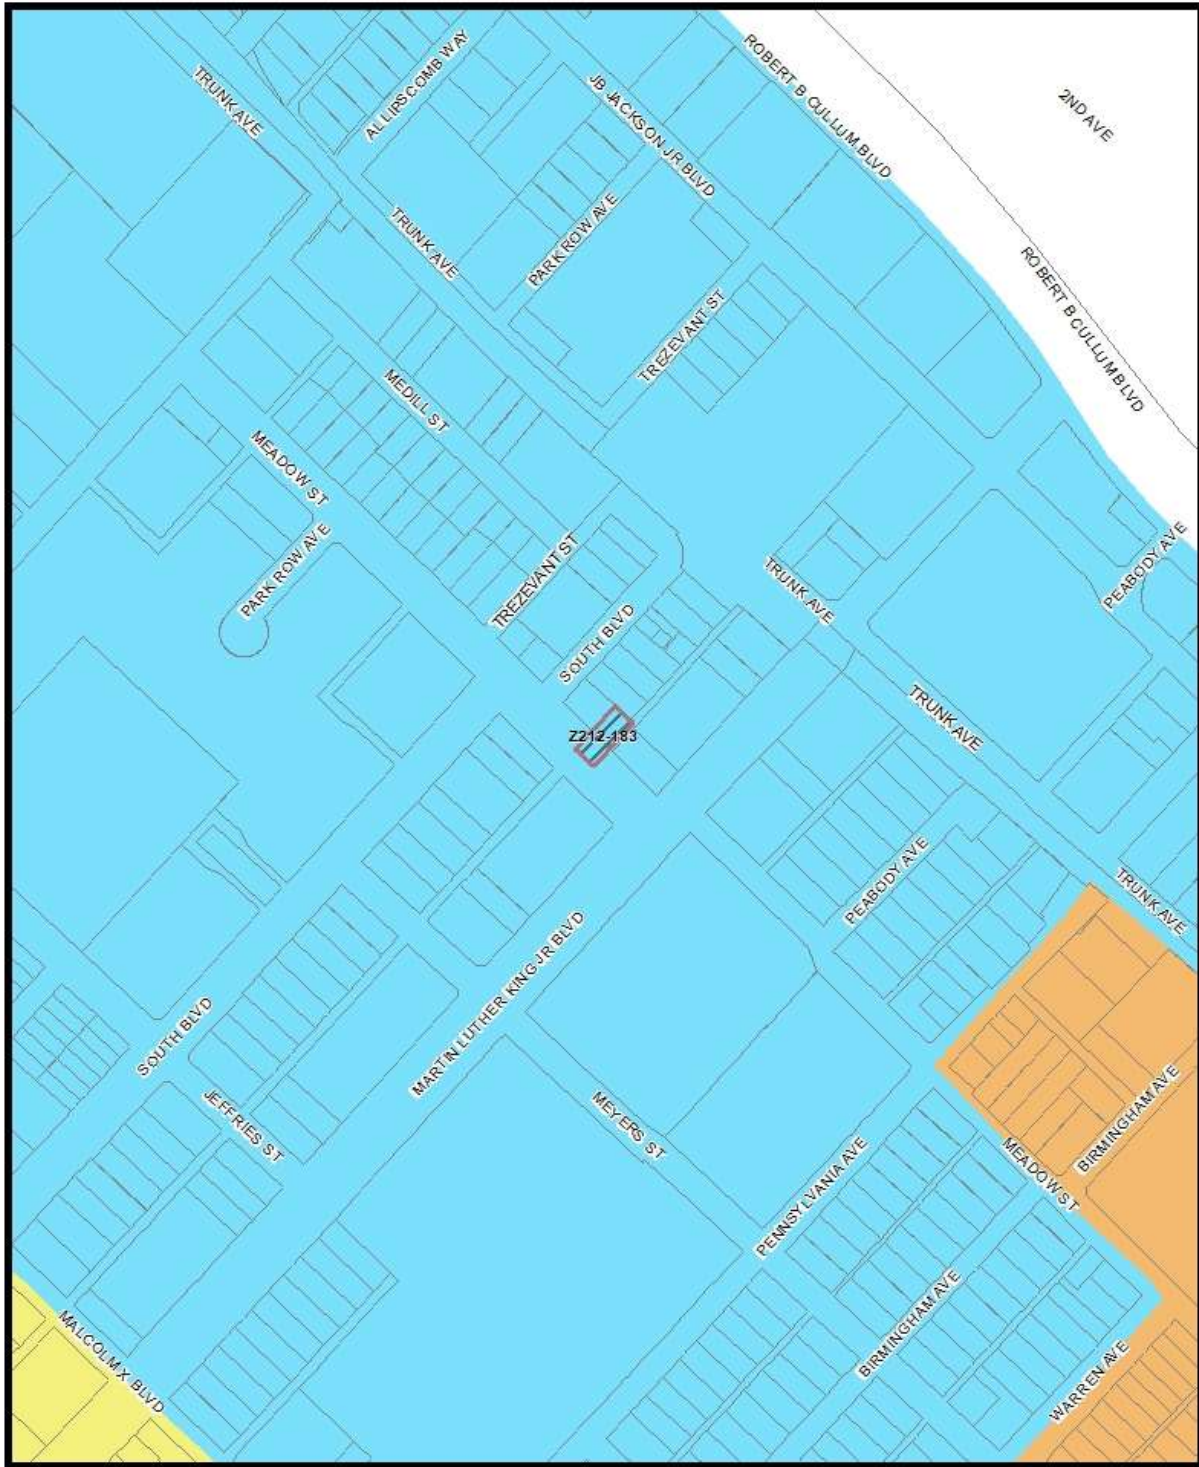 ROBERT B CULLUM BLVD
2ND AVE
AL LIPSCOMB WAY
TRUNK AVE
JB JACKSON JR BLVD
PARK ROW AVE
TRUNK AVE
ROBERT B CULLUM BLVD
TREZEVANT ST
MEDILL ST
MEADOW ST
PARK ROW AVE
TREZEVANT ST
TRUNK AVE
PEABODY AVE
SOUTH BLVD
TRUNK AVE
Z212-183
PEABODY AVE
TRUNK AVE
MARTIN LUTHER KING JR BLVD
SOUTH BLVD
JEFFRIES ST
MEYERS ST
BIRMINGHAM AVE
MEADOW ST
PENNSYLVANIA AVE
BIRMINGHAM AVE
MALCOLM X BLVD
WARREN AVE